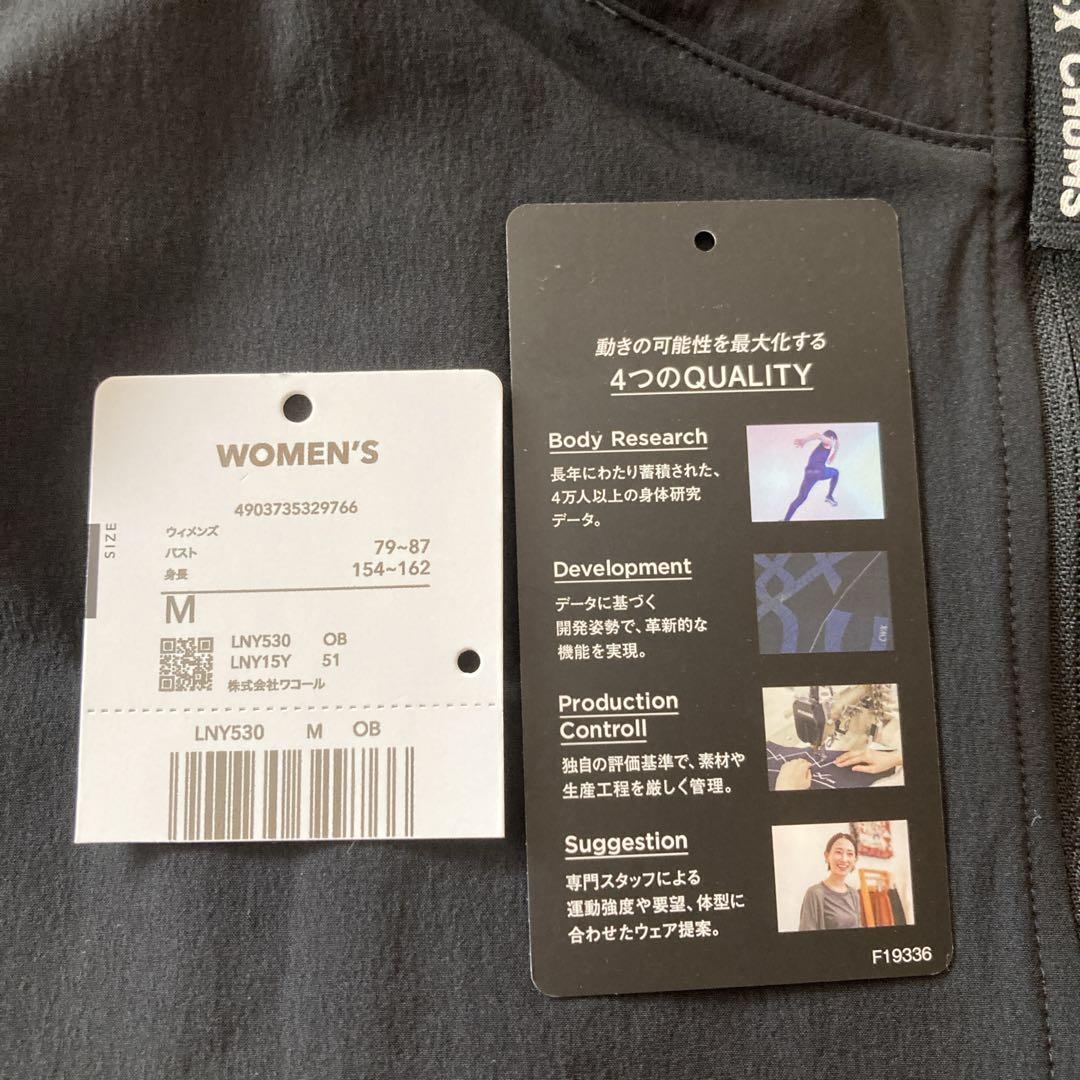 WOMEN'S
4903735329766
SIZE
ウィメンズ
バスト 79~87
身長 154~162
M
LNY530 OB
LNY15Y 51
株式会社ワコール
LNY530 M OB
動きの可能性を最大化する
4つのQUALITY
Body Research
長年にわたり蓄積された、
4万人以上の身体研究
データ。
Development
データに基づく
開発姿勢で、革新的な
機能を実現。
CWX
Production
Controll
独自の評価基準で、素材や
生産工程を厳しく管理。
Suggestion
専門スタッフによる
運動強度や要望、体型に
合わせたウェア提案。
F19336
X CHUMS